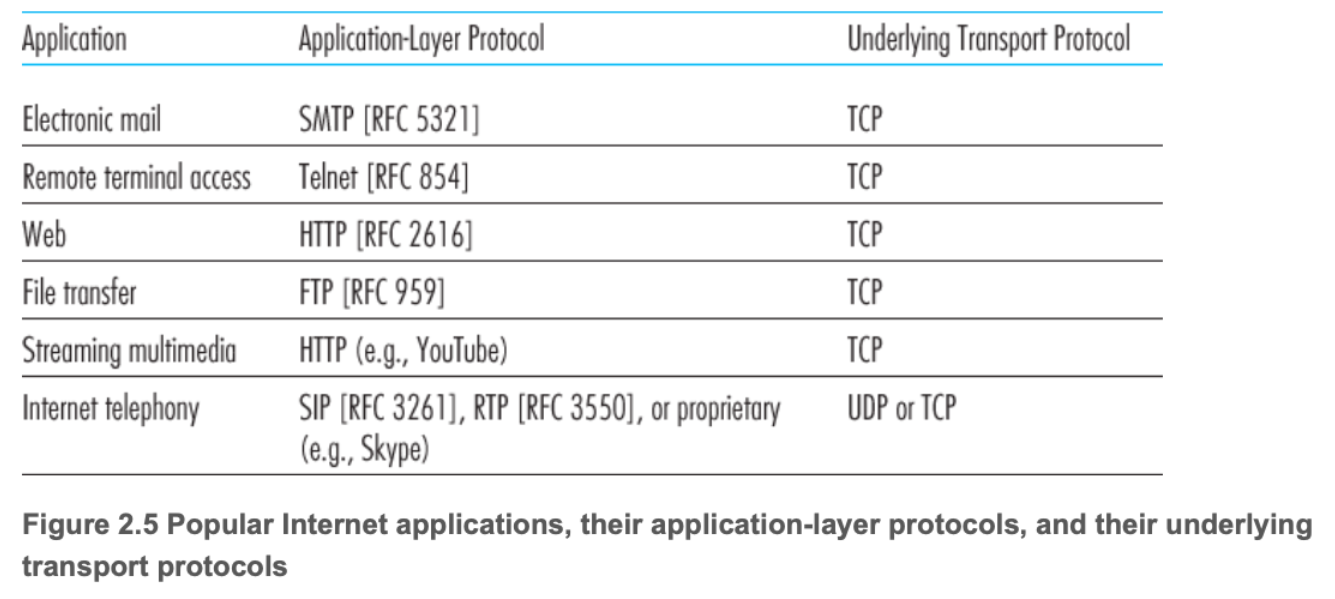 Application Application-Layer Protocol Underlying Transport Protocol
Electronic mail SMTP [RFC 5321] TCP
Remote terminal access Telnet [RFC 854] TCP
Web HTTP [RFC 2616] TCP
File transfer FTP [RFC 959] TCP
Streaming multimedia HTTP (e.g., YouTube) TCP
Internet telephony SIP [RFC 3261], RTP [RFC 3550], or proprietary UDP or TCP
(e.g., Skype)
Figure 2.5 Popular Internet applications, their application-layer protocols, and their underlying
transport protocols